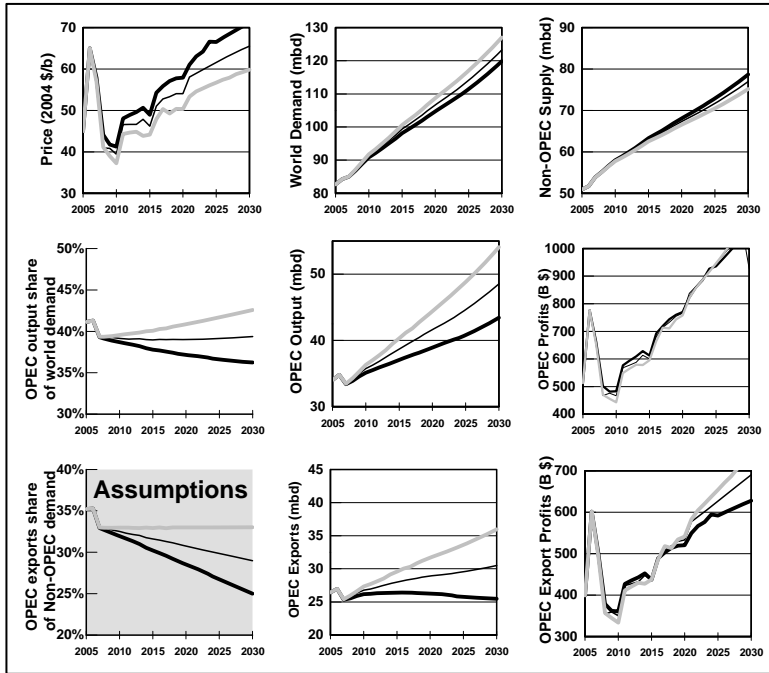 Price (2004 $/b)
70
60
50
40
30
2005 2010 2015 2020 2025 2030
World Demand (mbd)
130
120
110
100
90
80
2005 2010 2015 2020 2025 2030
Non-OPEC Supply (mbd)
90
80
70
60
50
2005 2010 2015 2020 2025 2030
OPEC output share
of world demand
50%
45%
40%
35%
30%
2005 2010 2015 2020 2025 2030
OPEC Output (mbd)
50
40
30
2005 2010 2015 2020 2025 2030
OPEC Profits (B $)
1000
900
800
700
600
500
400
2005 2010 2015 2020 2025 2030
OPEC exports share
of Non-OPEC demand
40%
35%
30%
25%
20%
Assumptions
2005 2010 2015 2020 2025 2030
OPEC Exports (mbd)
45
40
35
30
25
20
2005 2010 2015 2020 2025 2030
OPEC Export Profits (B $)
700
600
500
400
300
2005 2010 2015 2020 2025 2030